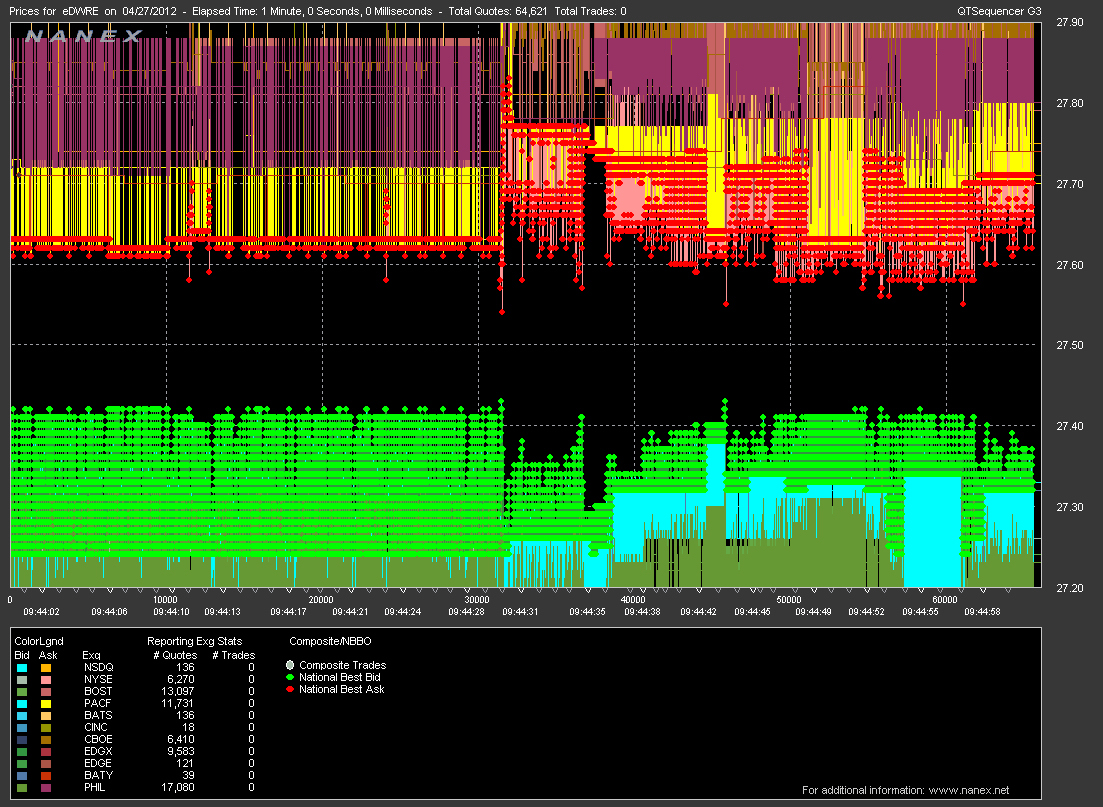 Prices for eDWRE on 04/27/2012 - Elapsed Time: 1 Minute, 0 Seconds, 0 Milliseconds - Total Quotes: 64,621 Total Trades: 0
QTSequencer G3
NANEX
27.90
27.80
27.70
27.60
27.50
27.40
27.30
27.20
0 10000 20000 30000 40000 50000 60000
09:44:02 09:44:06 09:44:10 09:44:13 09:44:17 09:44:21 09:44:24 09:44:28 09:44:31 09:44:35 09:44:38 09:44:42 09:44:45 09:44:49 09:44:52 09:44:55 09:44:58
ColorLgnd Reporting Exg Stats Composite/NBBO
Bid Ask Exq # Quotes # Trades
NSDQ 136 0
NYSE 6,270 0
BOST 13,097 0
PACF 11,731 0
BATS 136 0
CINC 18 0
CBOE 6,410 0
EDGX 9,583 0
EDGE 121 0
BATY 39 0
PHIL 17,080 0
Composite Trades
National Best Bid
National Best Ask
For additional information: www.nanex.net